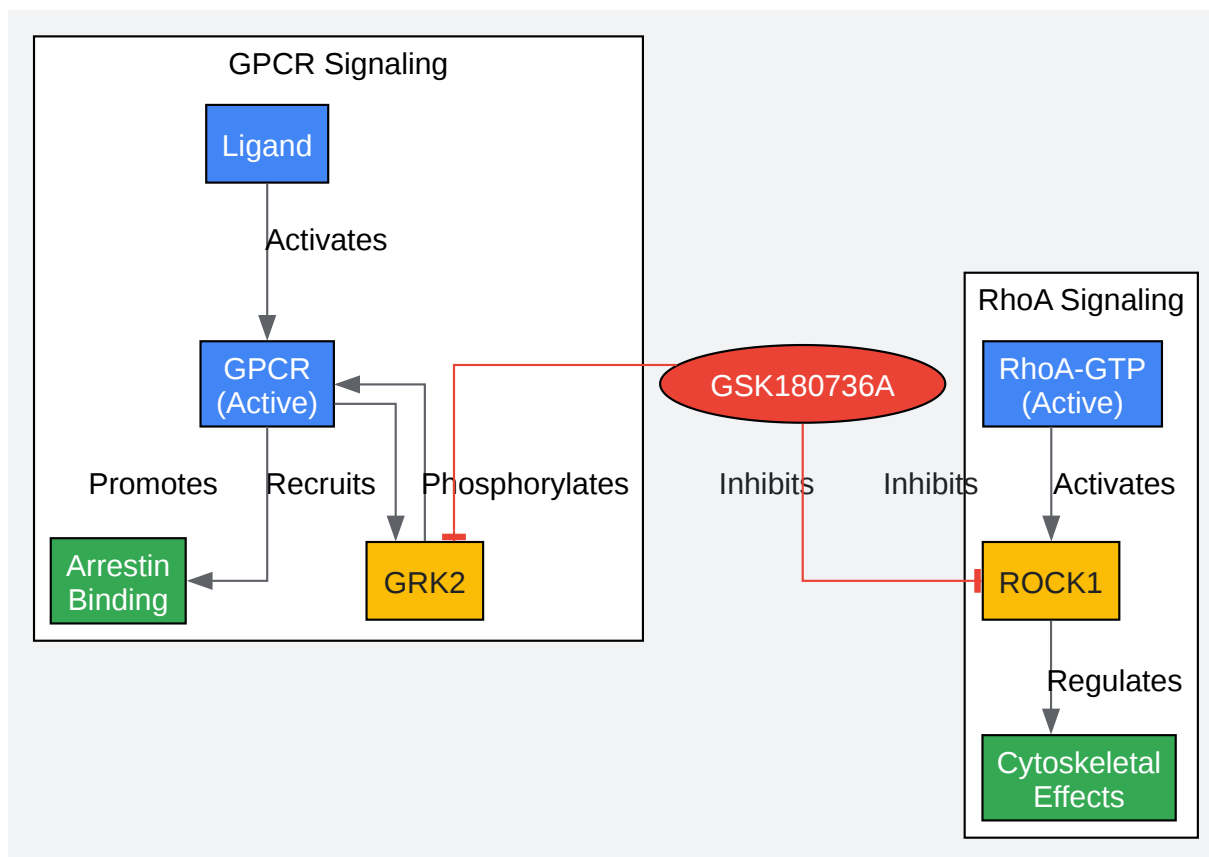 GPCR Signaling
Ligand
Activates
RhoA Signaling
GPCR
(Active)
GSK180736A
RhoA-GTP
(Active)
Promotes
Recruits
Phosphorylates
Inhibits
Inhibits
Activates
Arrestin
Binding
GRK2
ROCK1
Regulates
Cytoskeletal
Effects